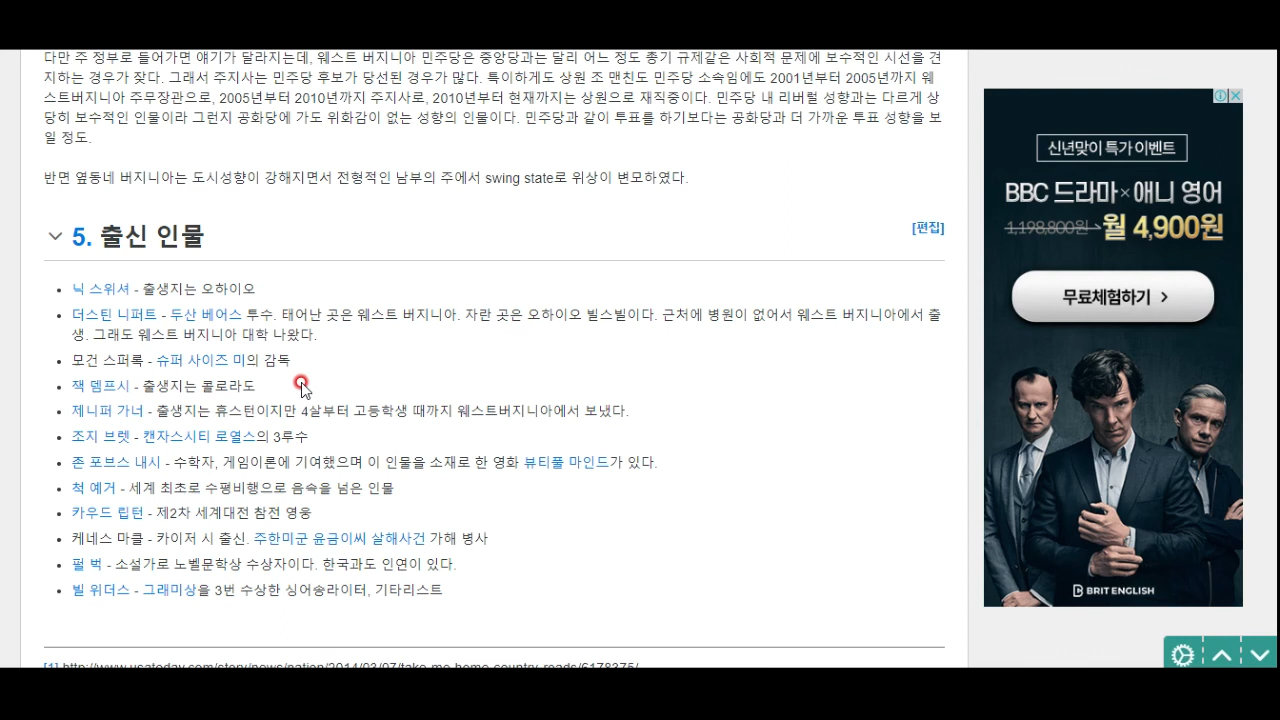 다만 주 정부로 들어가면 얘기가 달라지는데, 웨스트 버지니아 민주당은 중앙당과는 달리 어느 정도 총기 규제같은 사회적 문제에 보수적인 시선을 견
지하는 경우가 잦다. 그래서 주지사는 민주당 후보가 당선된 경우가 많다. 특이하게도 상원 조 맨친도 민주당 소속임에도 2001년부터 2005년까지 웨
스트버지니아 주무장관으로, 2005년부터 2010년까지 주지사로, 2010년부터 현재까지는 상원으로 재직중이다. 민주당 내 리버럴 성향과는 다르게 상
당히 보수적인 인물이라 그런지 공화당에 가도 위화감이 없는 성향의 인물이다. 민주당과 같이 투표를 하기보다는 공화당과 더 가까운 투표 성향을 보
일 정도.
반면 옆동네 버지니아는 도시성향이 강해지면서 전형적인 남부의 주에서 swing state로 위상이 변모하였다.
5. 출신 인물
[편집]
닉 스위셔 - 출생지는 오하이오
더스틴 니퍼트 - 두산 베어스 투수. 태어난 곳은 웨스트 버지니아. 자란 곳은 오하이오 빌스빌이다. 근처에 병원이 없어서 웨스트 버지니아에서 출
생. 그래도 웨스트 버지니아 대학 나왔다.
모건 스퍼록 - 슈퍼 사이즈 미의 감독
잭 뎀프시 - 출생지는 콜로라도
제니퍼 가너 - 출생지는 휴스턴이지만 4살부터 고등학생 때까지 웨스트버지니아에서 보냈다.
조지 브렛 - 캔자스시티 로열스의 3루수
존 포브스 내시 - 수학자, 게임이론에 기여했으며 이 인물을 소재로 한 영화 뷰티풀 마인드가 있다.
척 예거 - 세계 최초로 수평비행으로 음속을 넘은 인물
카우드 립턴 - 제2차 세계대전 참전 영웅
케네스 마클 - 카이저 시 출신. 주한미군 윤금이씨 살해사건 가해 병사
펄 벅 - 소설가로 노벨문학상 수상자이다. 한국과도 인연이 있다.
빌 위더스 - 그래미상을 3번 수상한 싱어송라이터, 기타리스트
[1] http://www.usatoday.com/story/news/nation/2014/03/07/take-me-home-country-roads/6178375/
신년맞이 특가 이벤트
BBC 드라마×애니 영어
1,198,800원→월 4,900원
무료체험하기 >
BRIT ENGLISH